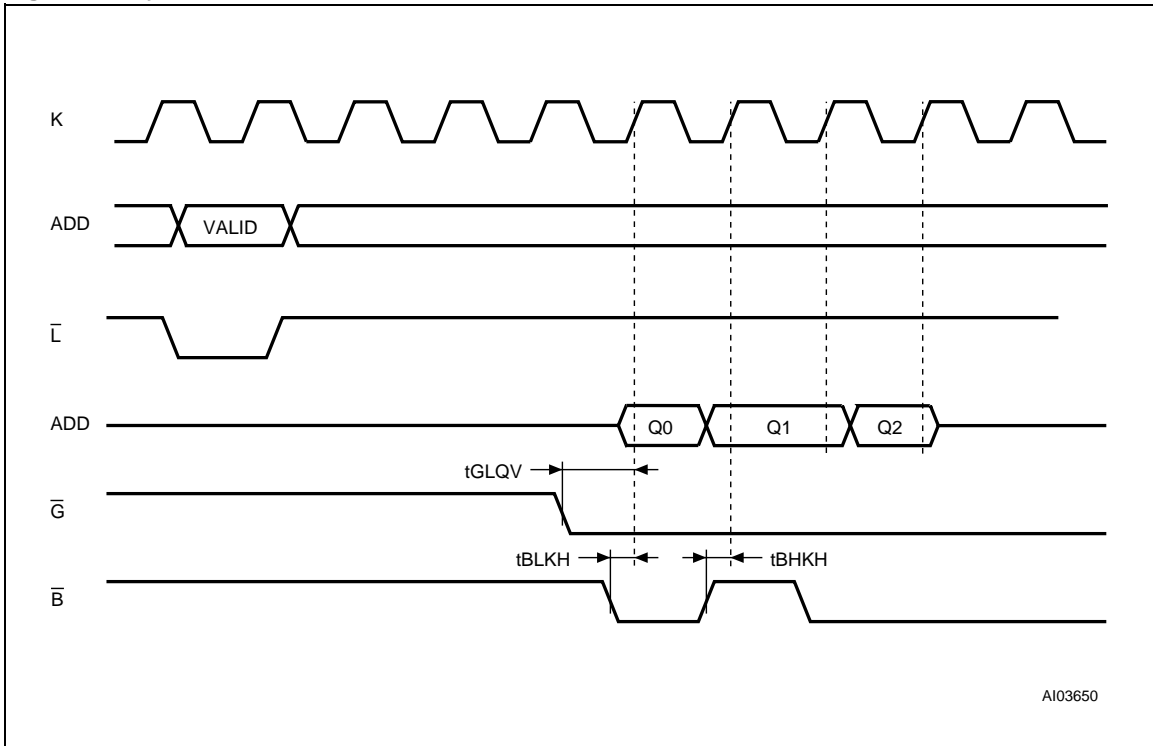 K
ADD VALID
L̅
ADD Q0 Q1 Q2
tGLQV
G̅
tBLKH tBHKH
B̅
AI03650